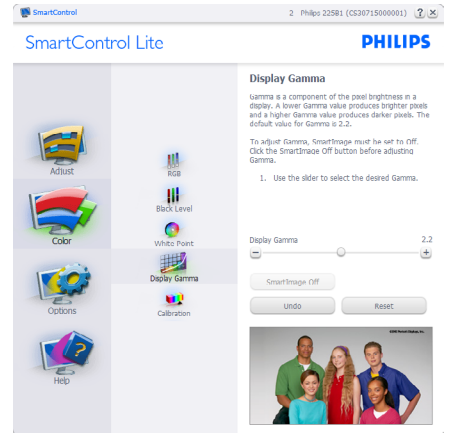 SmartControl
2 Philips 225B1 (CS30715000001)
SmartControl Lite
PHILIPS
Adjust
Color
Options
Help
RGB
Black Level
White Point
Display Gamma
Calibration
Display Gamma
Gamma is a component of the pixel brightness in a
display. A lower Gamma value produces brighter pixels
and a higher Gamma value produces darker pixels. The
default value for Gamma is 2.2.
To adjust Gamma, SmartImage must be set to Off.
Click the SmartImage Off button before adjusting
Gamma.
1. Use the slider to select the desired Gamma.
Display Gamma 2.2
SmartImage Off
Undo
Reset